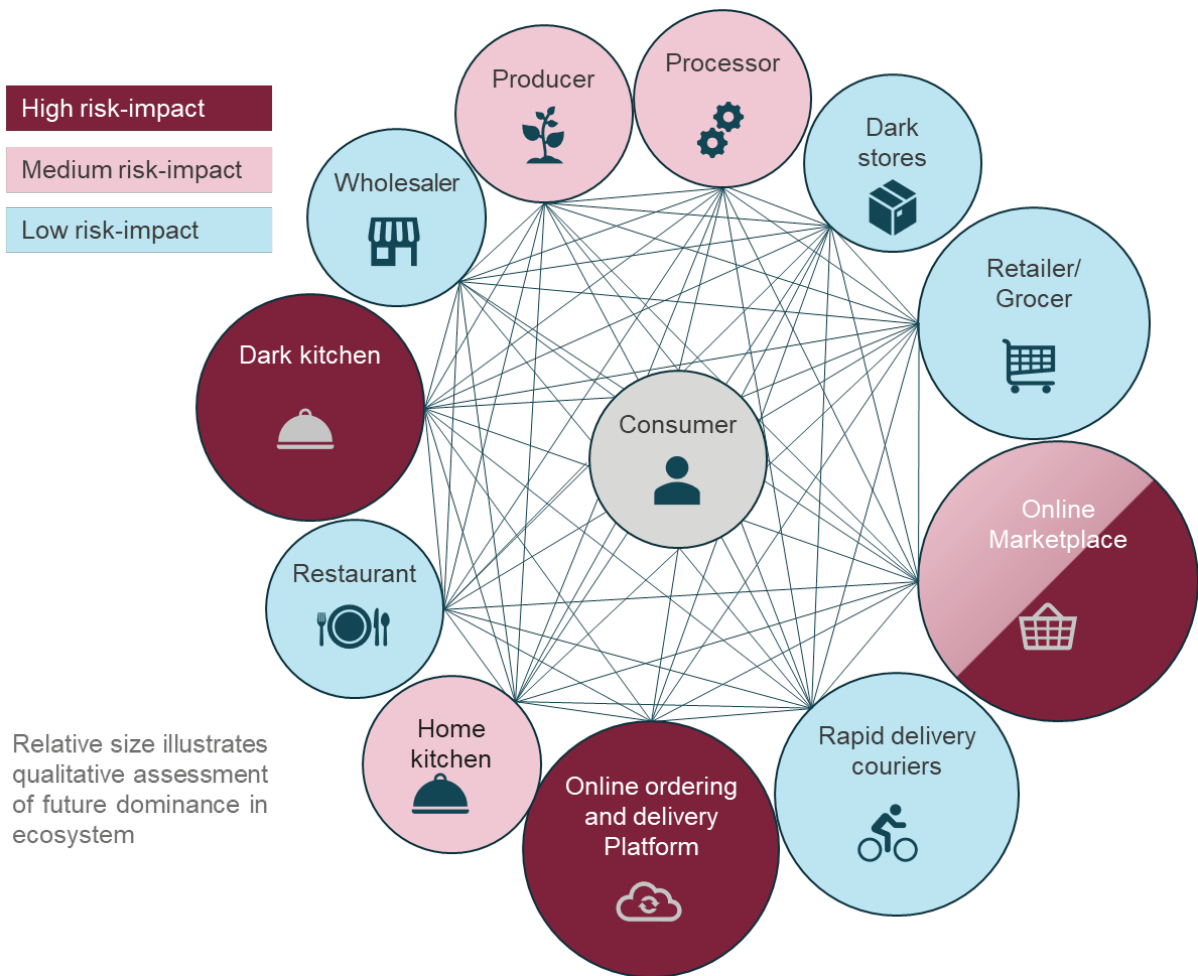 High risk-impact
Medium risk-impact
Low risk-impact
Producer
Processor
Dark
stores
Wholesaler
Retailer/
Grocer
Dark kitchen
Consumer
Online
Marketplace
Restaurant
Home
kitchen
Online ordering
and delivery
Platform
Rapid delivery
couriers
Relative size illustrates
qualitative assessment
of future dominance in
ecosystem